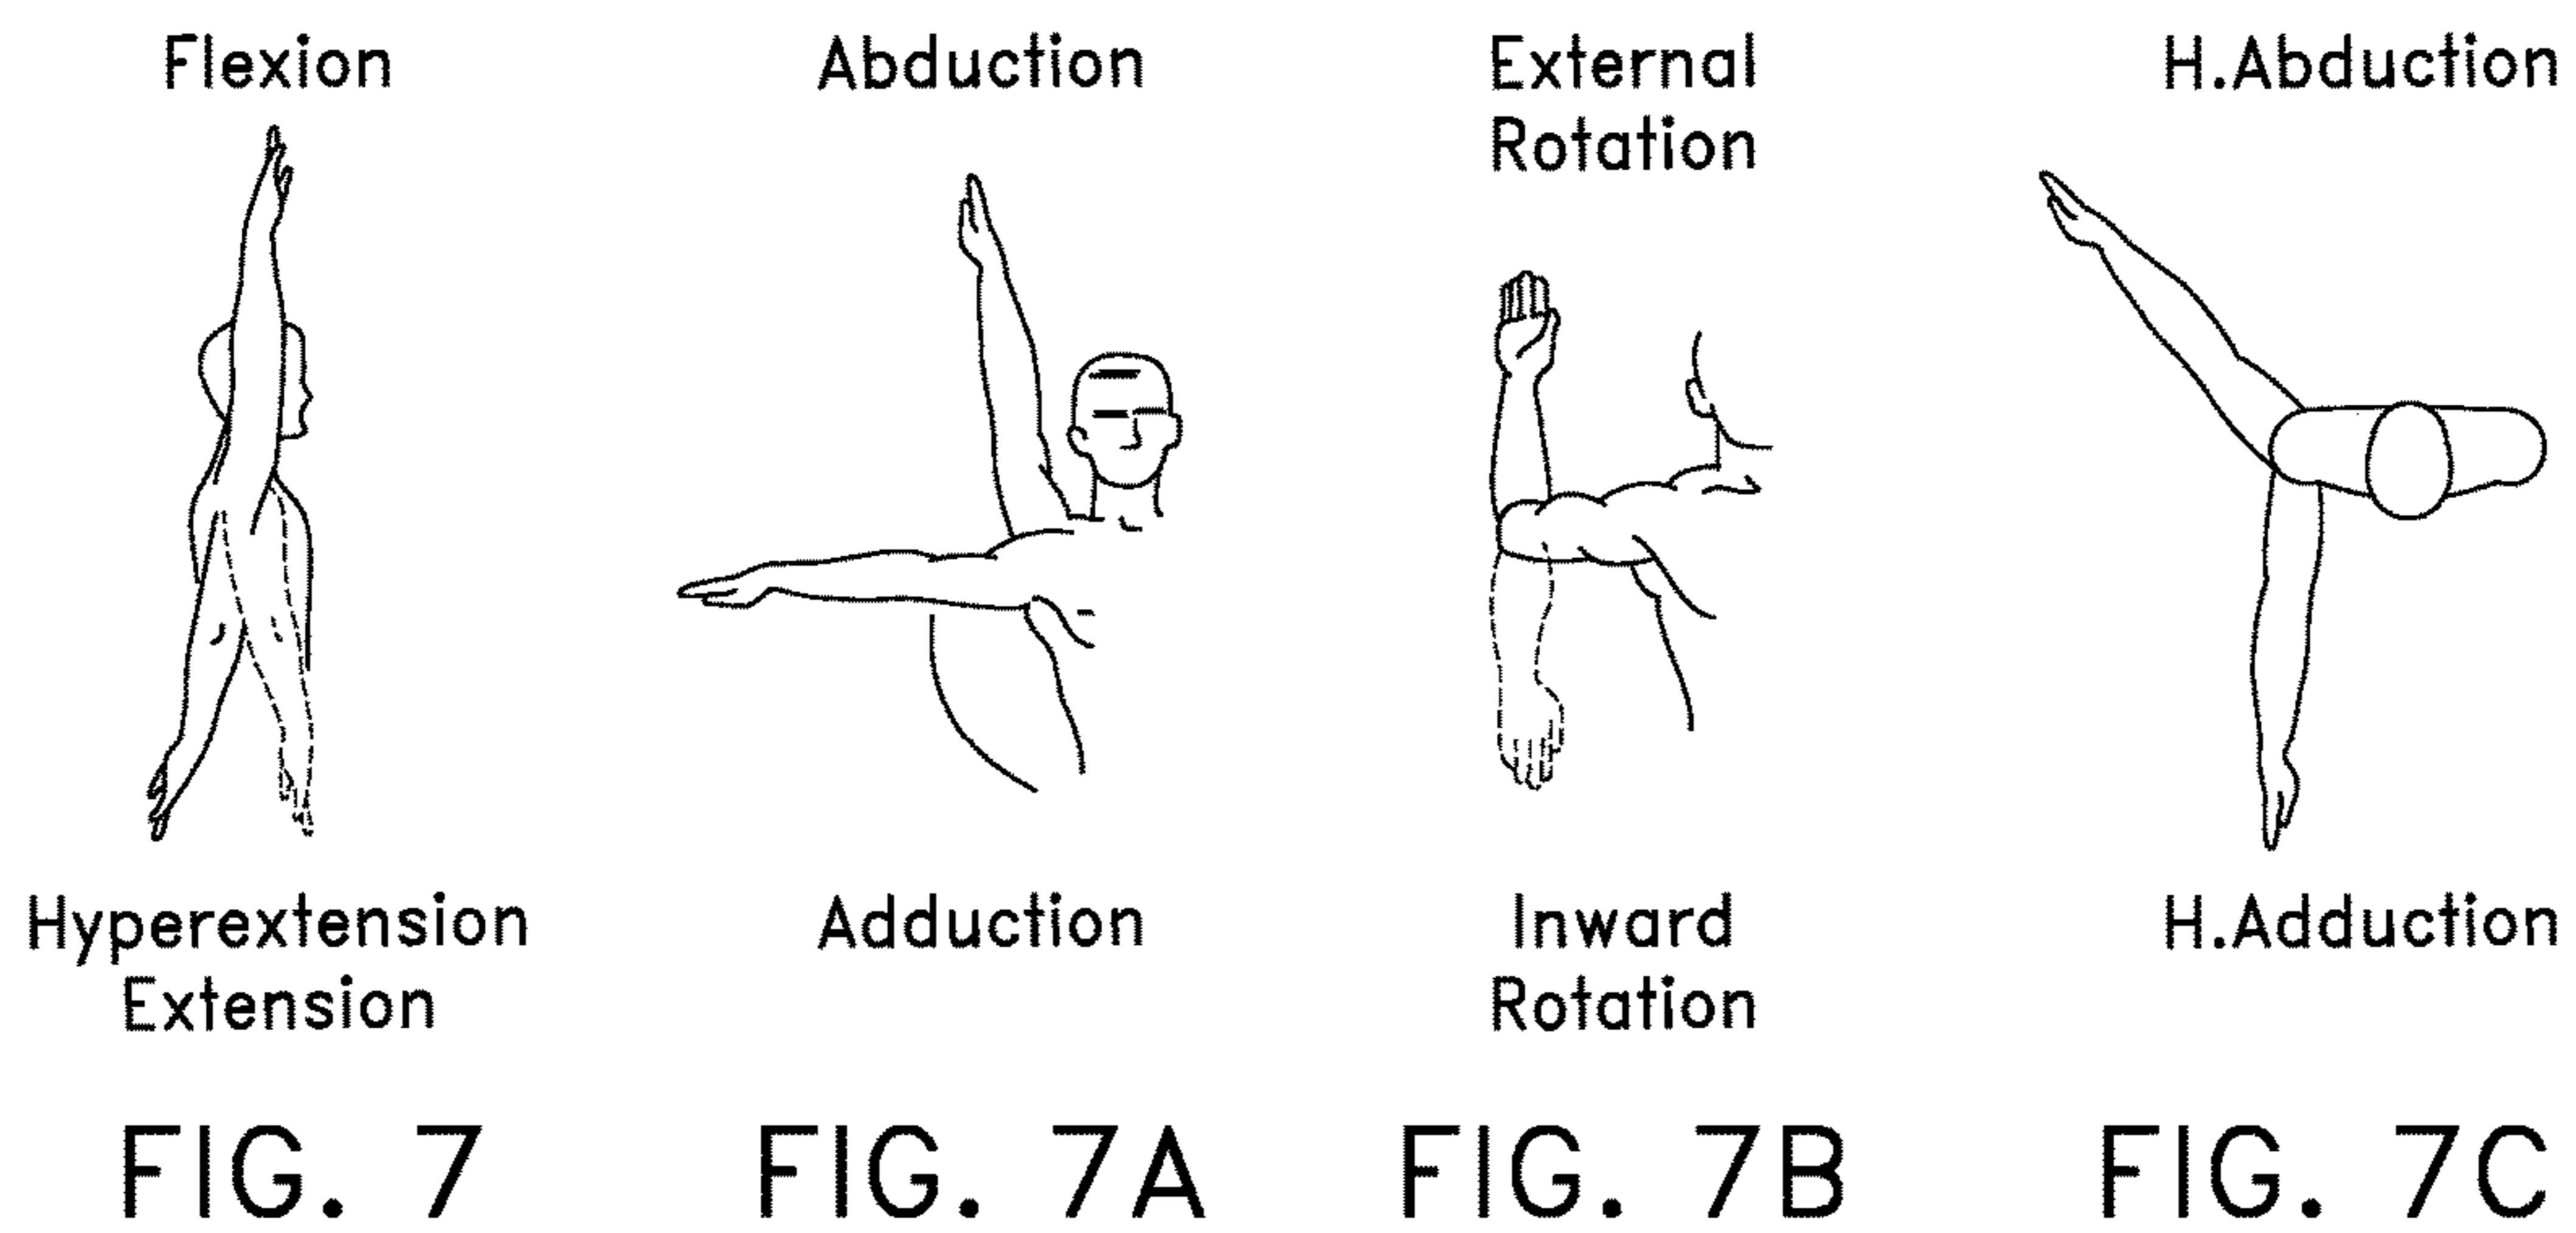 Flexion
Abduction
External
Rotation
H.Abduction
Hyperextension
Extension
Adduction
Inward
Rotation
H.Adduction
FIG. 7
FIG. 7A
FIG. 7B
FIG. 7C